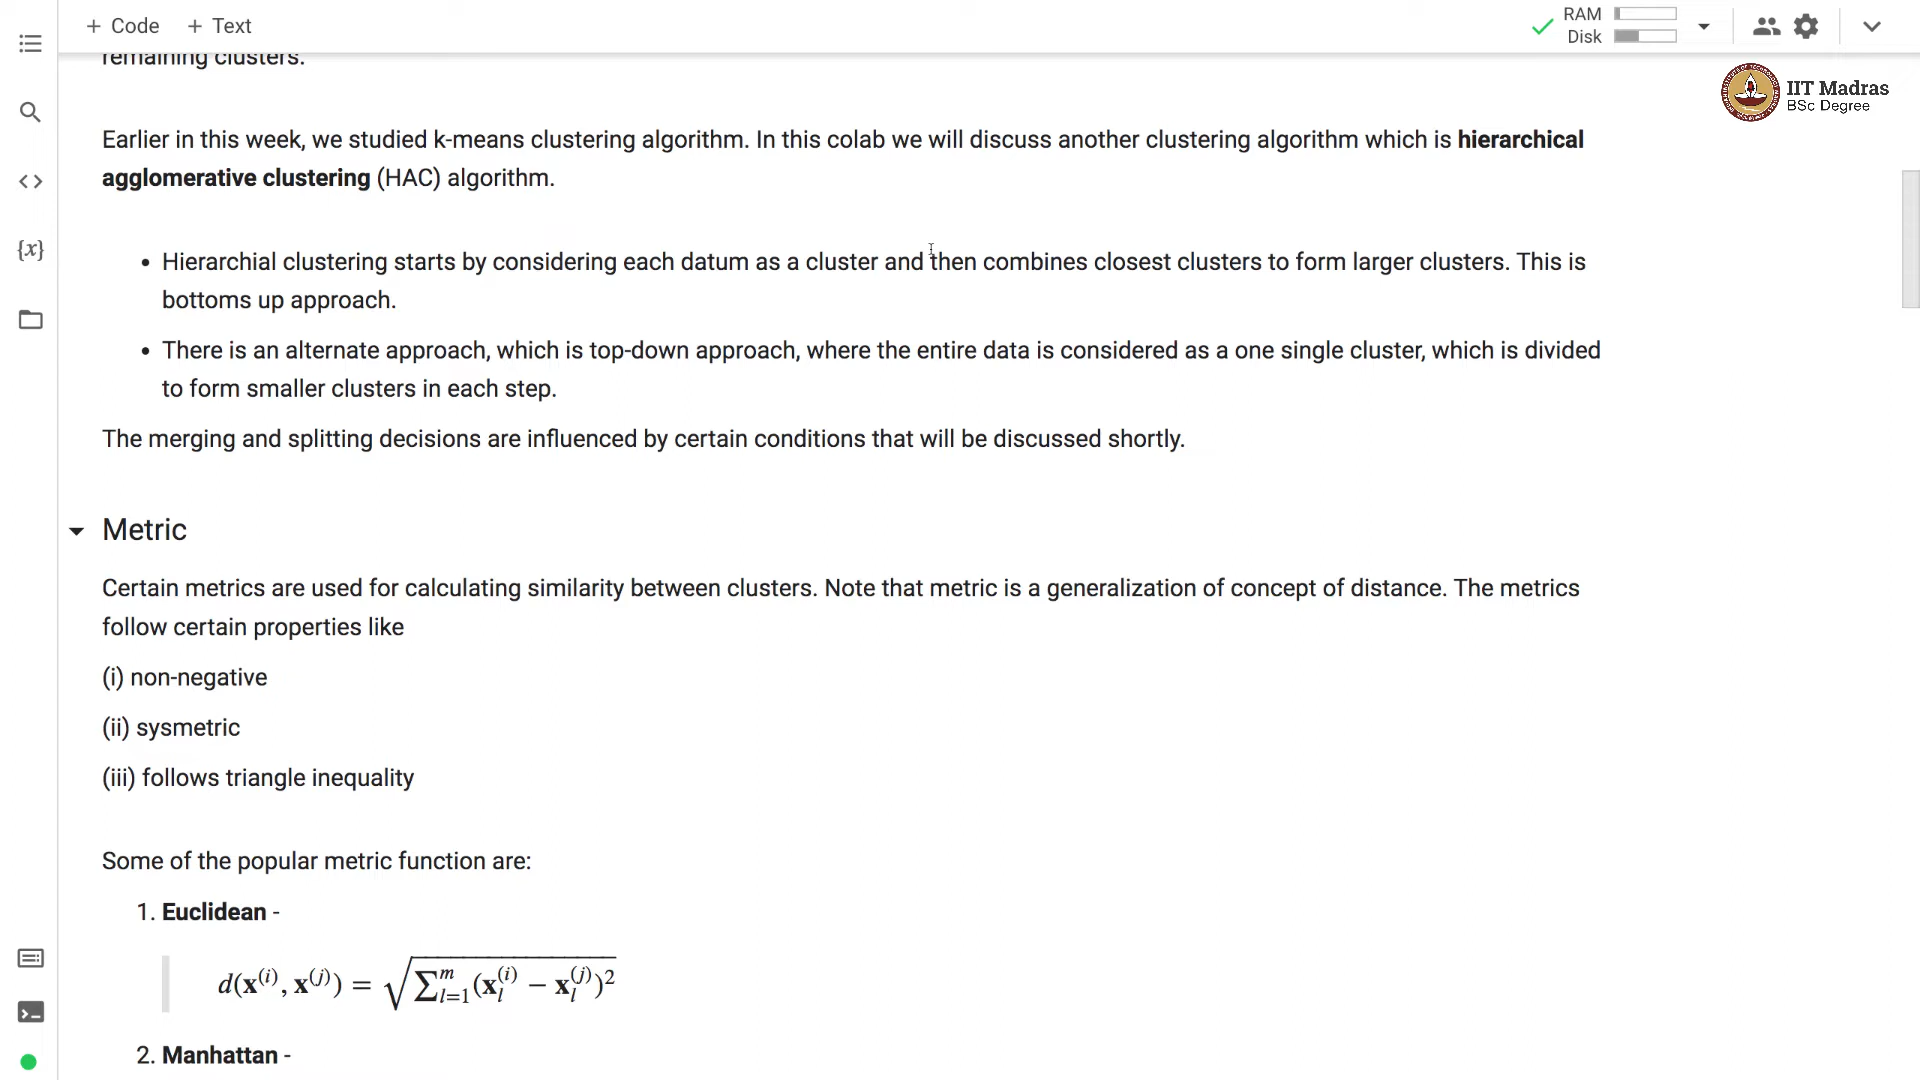 + Code + Text
RAM
Disk
remaining clusters.
IIT Madras
BSc Degree
Earlier in this week, we studied k-means clustering algorithm. In this colab we will discuss another clustering algorithm which is hierarchical
agglomerative clustering (HAC) algorithm.
{x}
• Hierarchial clustering starts by considering each datum as a cluster and then combines closest clusters to form larger clusters. This is
bottoms up approach.
• There is an alternate approach, which is top-down approach, where the entire data is considered as a one single cluster, which is divided
to form smaller clusters in each step.
The merging and splitting decisions are influenced by certain conditions that will be discussed shortly.
Metric
Certain metrics are used for calculating similarity between clusters. Note that metric is a generalization of concept of distance. The metrics
follow certain properties like
(i) non-negative
(ii) sysmetric
(iii) follows triangle inequality
Some of the popular metric function are:
1. Euclidean -
d(x^(i), x^(j)) = √∑_{l=1}^m (x_l^(i) − x_l^(j))²
2. Manhattan -